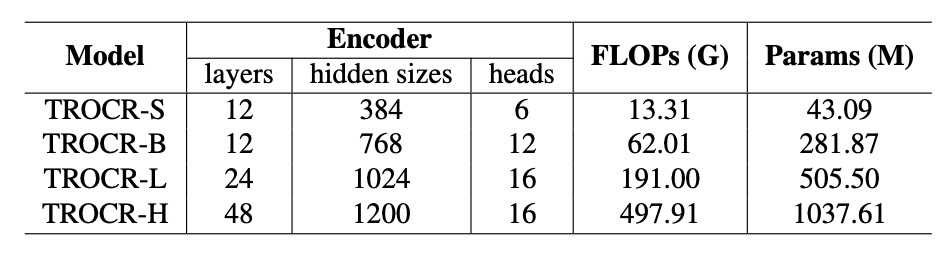 Model Encoder FLOPs (G) Params (M)
layers hidden sizes heads
TROCR-S 12 384 6 13.31 43.09
TROCR-B 12 768 12 62.01 281.87
TROCR-L 24 1024 16 191.00 505.50
TROCR-H 48 1200 16 497.91 1037.61